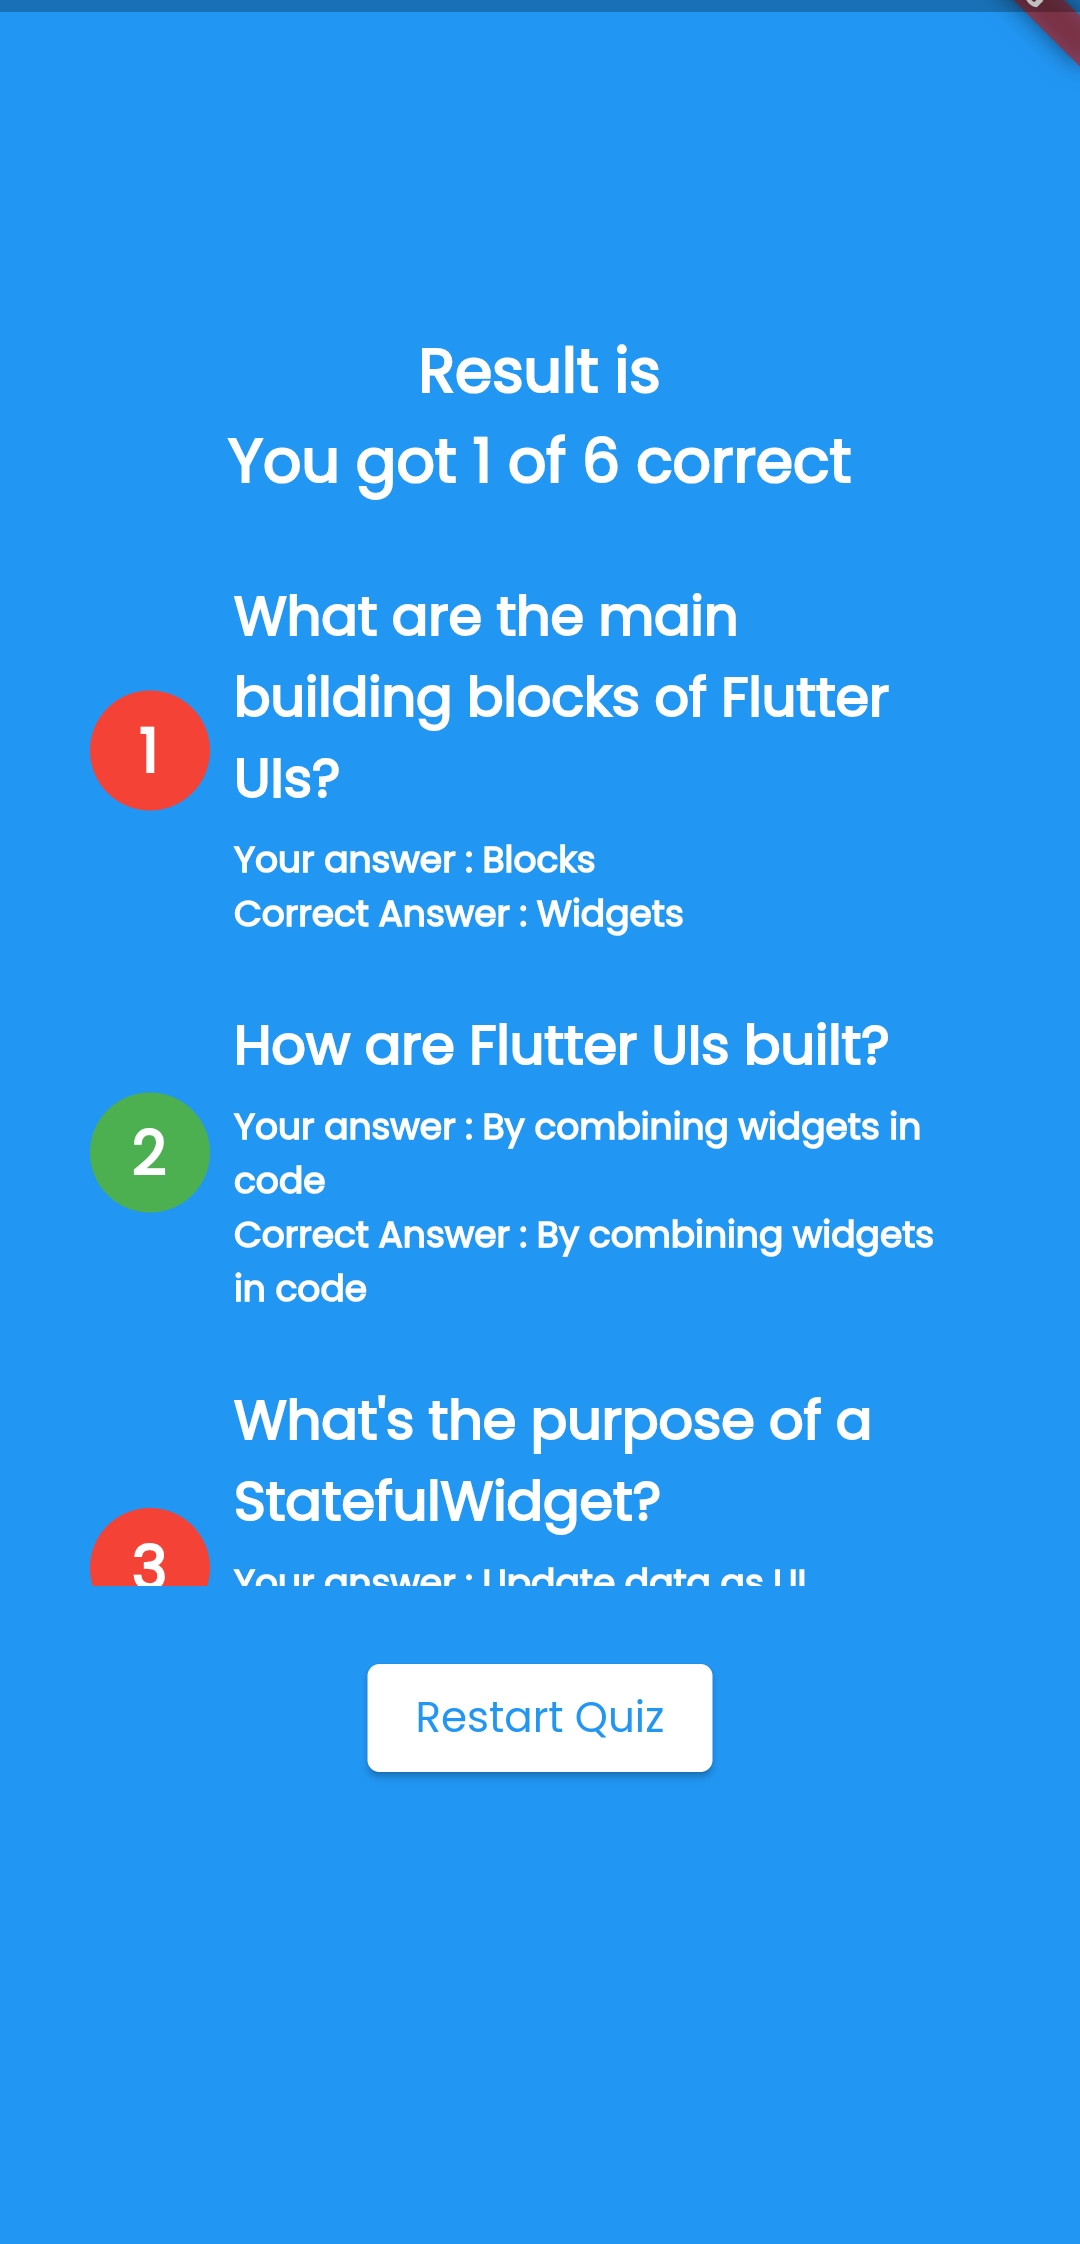 Result is
You got 1 of 6 correct
What are the main
building blocks of Flutter
UIs?
1
Your answer : Blocks
Correct Answer : Widgets
How are Flutter UIs built?
2
Your answer : By combining widgets in
code
Correct Answer : By combining widgets
in code
What's the purpose of a
StatefulWidget?
3
Your answer : Update data as UI
Restart Quiz